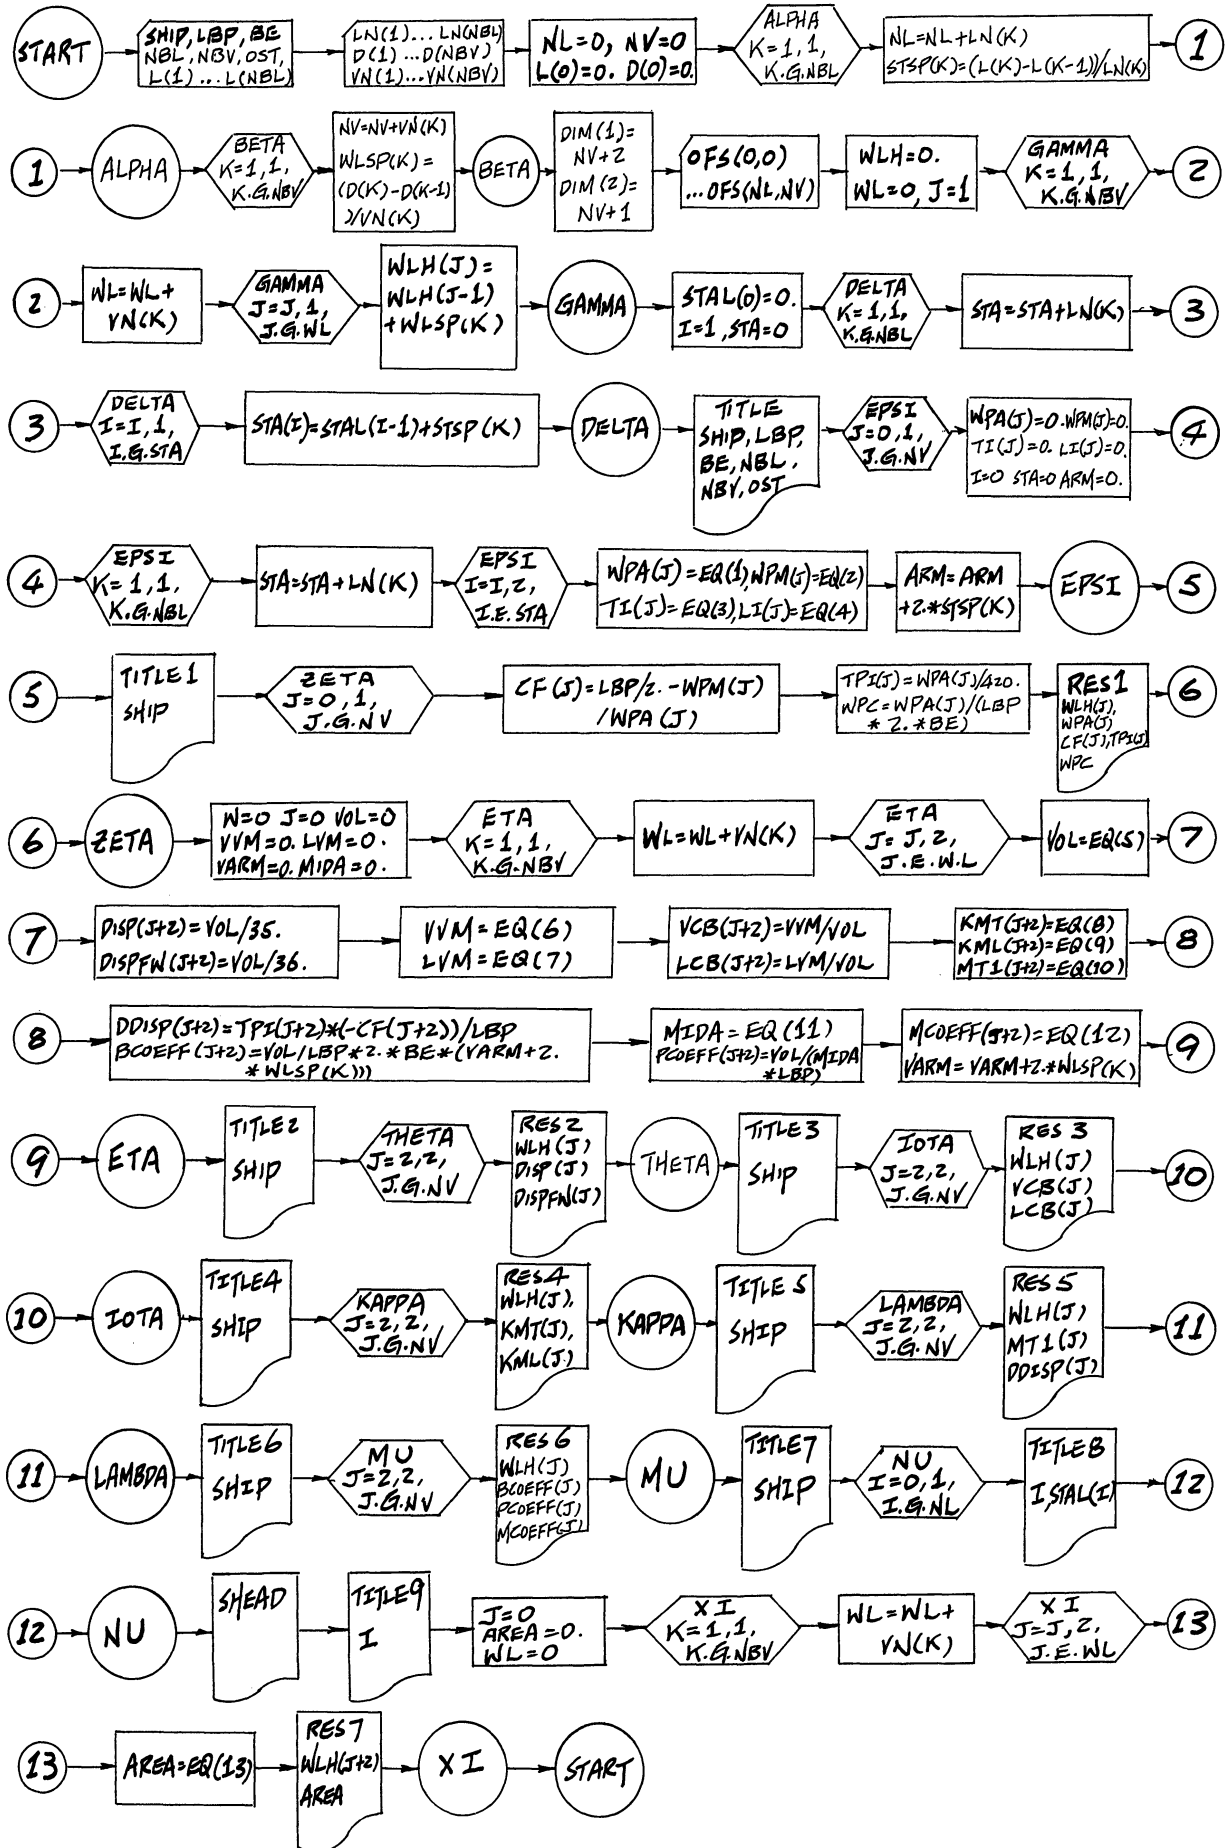 START
SHIP, LBP, BE
NBL, NBV, OST,
L(1)...L(NBL)
LN(1)...LN(NBL)
D(1)...D(NBV)
VN(1)...VN(NBV)
NL=0, NV=0
L(0)=0. D(0)=0.
ALPHA
K=1,1,
K.G.NBL
NL=NL+LN(K)
STSP(K)=(L(K)-L(K-1))/LN(K)
1
1
ALPHA
BETA
K=1,1,
K.G.NBV
NV=NV+VN(K)
WLSP(K)=
(D(K)-D(K-1)
)/VN(K)
BETA
DIM(1)=
NV+2
DIM(2)=
NV+1
OFS(0,0)
...OFS(NL,NV)
WLH=0.
WL=0, J=1
GAMMA
K=1,1,
K.G.NBV
2
2
WL=WL+
VN(K)
GAMMA
J=J,1,
J.G.WL
WLH(J)=
WLH(J-1)
+WLSP(K)
GAMMA
STAL(0)=0.
I=1, STA=0
DELTA
K=1,1,
K.G.NBL
STA=STA+LN(K)
3
3
DELTA
I=I,1,
I.G.STA
STA(I)=STAL(I-1)+STSP(K)
DELTA
TITLE
SHIP, LBP,
BE, NBL,
NBV, OST
EPSI
J=0,1,
J.G.NV
WPA(J)=0. WPM(J)=0.
TI(J)=0. LI(J)=0.
I=0 STA=0 ARM=0.
4
4
EPSI
K=1,1,
K.G.NBL
STA=STA+LN(K)
EPSI
I=I,2,
I.E.STA
WPA(J)=EQ(1), WPM(J)=EQ(2)
TI(J)=EQ(3), LI(J)=EQ(4)
ARM=ARM
+2.*STSP(K)
EPSI
5
5
TITLE1
SHIP
ZETA
J=0,1,
J.G.NV
CF(J)=LBP/2.-WPM(J)
/WPA(J)
TPI(J)=WPA(J)/420.
WPC=WPA(J)/(LBP
*2.*BE)
RES1
WLH(J),
WPA(J)
CF(J),TPI(J)
WPC
6
6
ZETA
W=0 J=0 VOL=0
VVM=0. LVM=0.
VARM=0. MIDA=0.
ETA
K=1,1,
K.G.NBV
WL=WL+VN(K)
ETA
J=J,2,
J.E.W.L
VOL=EQ(5)
7
7
DISP(J+2)=VOL/35.
DISPFW(J+2)=VOL/36.
VVM=EQ(6)
LVM=EQ(7)
VCB(J+2)=VVM/VOL
LCB(J+2)=LVM/VOL
KMT(J+2)=EQ(8)
KML(J+2)=EQ(9)
MT1(J+2)=EQ(10)
8
8
DDISP(J+2)=TPI(J+2)*(-CF(J+2))/LBP
BCOEFF(J+2)=VOL/LBP*2.*BE*(VARM+2.
*WLSP(K)))
MIDA=EQ(11)
PCOEFF(J+2)=VOL/(MIDA
*LBP)
MCOEFF(J+2)=EQ(12)
VARM=VARM+2.*WLSP(K)
9
9
ETA
TITLE2
SHIP
THETA
J=2,2,
J.G.NV
RES2
WLH(J)
DISP(J)
DISPFW(J)
THETA
TITLE3
SHIP
IOTA
J=2,2,
J.G.NV
RES 3
WLH(J)
VCB(J)
LCB(J)
10
10
IOTA
TITLE4
SHIP
KAPPA
J=2,2,
J.G.NV
RES4
WLH(J),
KMT(J),
KML(J)
KAPPA
TITLE 5
SHIP
LAMBDA
J=2,2,
J.G.NV
RES 5
WLH(J)
MT1(J)
DDISP(J)
11
11
LAMBDA
TITLE6
SHIP
MU
J=2,2,
J.G.NV
RES 6
WLH(J)
BCOEFF(J)
PCOEFF(J)
MCOEFF(J)
MU
TITLE7
SHIP
NU
I=0,1,
I.G.NL
TITLE8
I,STAL(I)
12
12
NU
SHEAD
TITLE9
I
J=0
AREA=0.
WL=0
XI
K=1,1,
K.G.NBV
WL=WL+
VN(K)
XI
J=J,2,
J.E.WL
13
13
AREA=EQ(13)
RES7
WLH(J+2)
AREA
XI
START